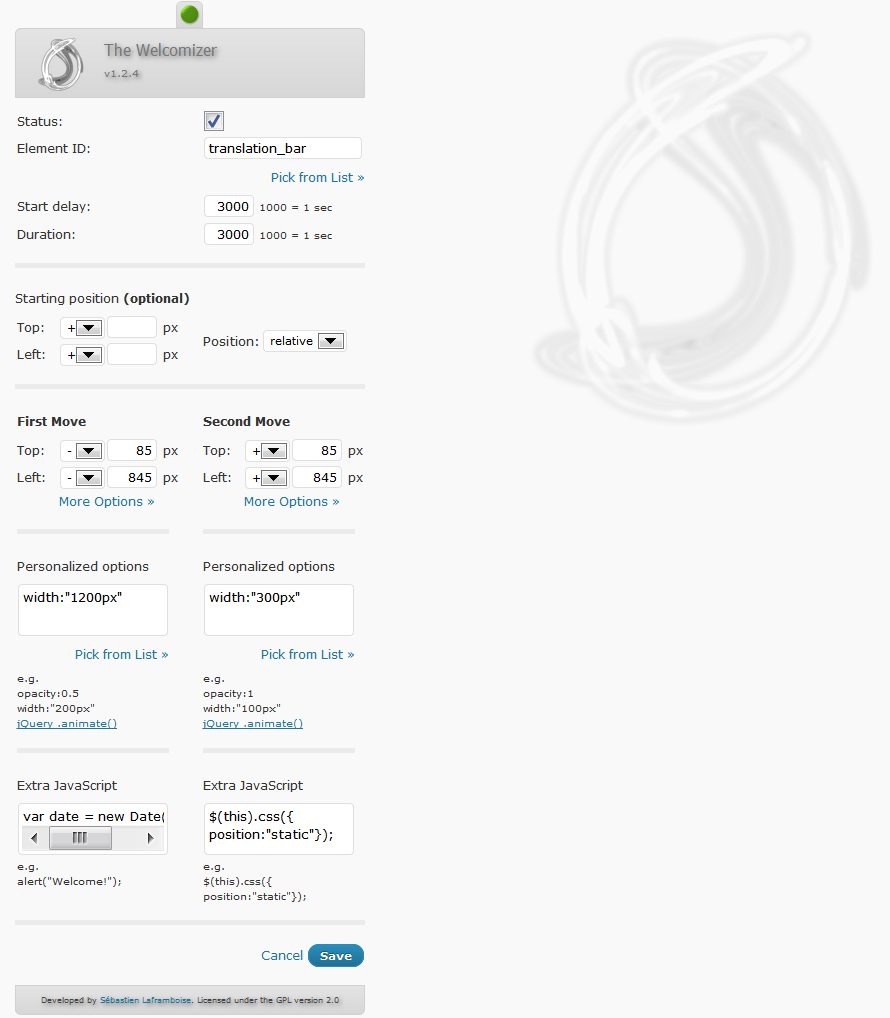 The Welcomizer
v1.2.4
Status:
Element ID: translation_bar
Pick from List »
Start delay: 3000 1000 = 1 sec
Duration: 3000 1000 = 1 sec
Starting position (optional)
Top: + px
Left: + px
Position: relative
First Move Second Move
Top: - 85 px Top: + 85 px
Left: - 845 px Left: + 845 px
More Options » More Options »
Personalized options Personalized options
width:"1200px" width:"300px"
Pick from List » Pick from List »
e.g. e.g.
opacity:0.5 opacity:1
width:"200px" width:"100px"
jQuery .animate() jQuery .animate()
Extra JavaScript Extra JavaScript
var date = new Date( $(this).css({
position:"static"});
e.g. e.g.
alert("Welcome!"); $(this).css({
position:"static"});
Cancel Save
Developed by Sébastien Laframboise. Licensed under the GPL version 2.0